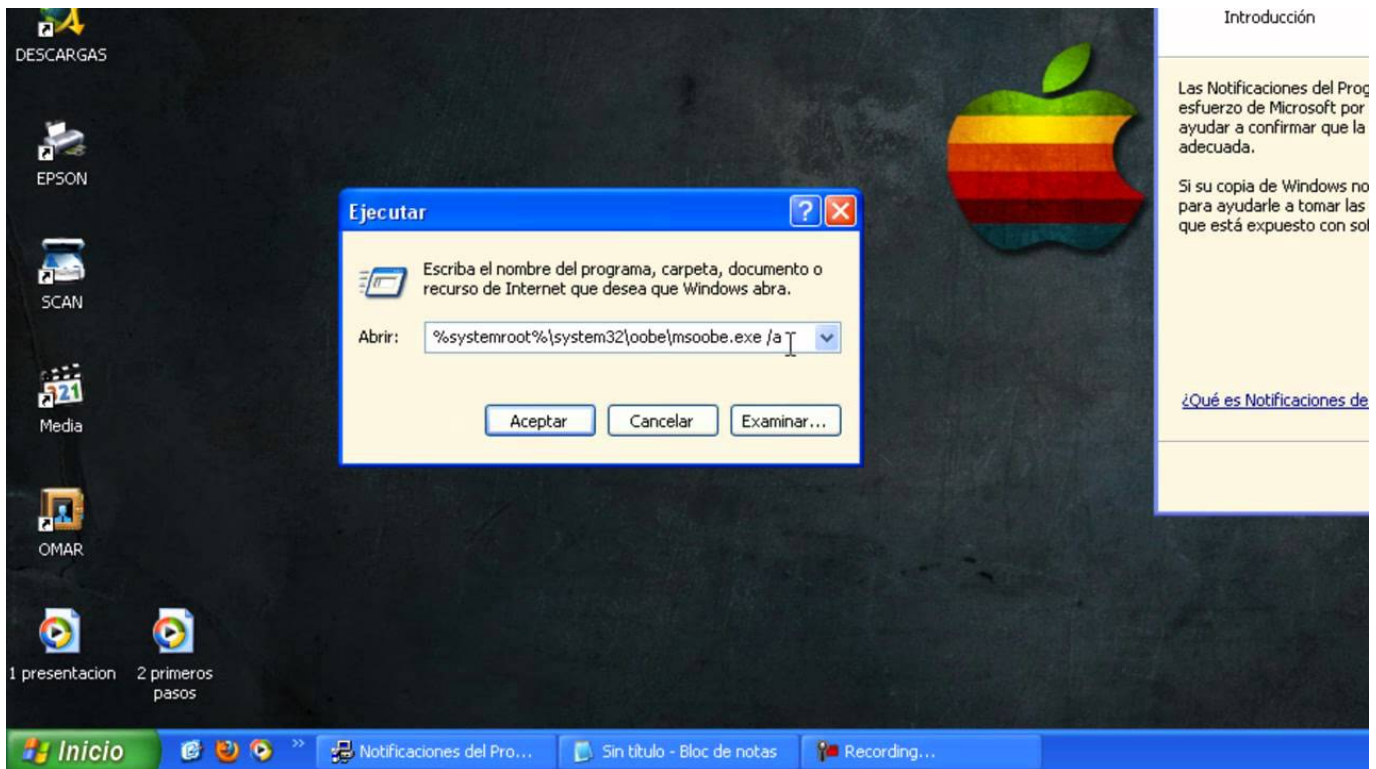 DESCARGAS
EPSON
SCAN
Media
OMAR
1 presentacion
2 primeros
pasos
Ejecutar
Escriba el nombre del programa, carpeta, documento o
recurso de Internet que desea que Windows abra.
Abrir:
%systemroot%\system32\oobe\msoobe.exe /a
Aceptar
Cancelar
Examinar...
Introducción
Las Notificaciones del Prog
esfuerzo de Microsoft por
ayudar a confirmar que la
adecuada.
Si su copia de Windows no
para ayudarle a tomar las
que está expuesto con sof
¿Qué es Notificaciones de
Inicio
Notificaciones del Pro...
Sin título - Bloc de notas
Recording...